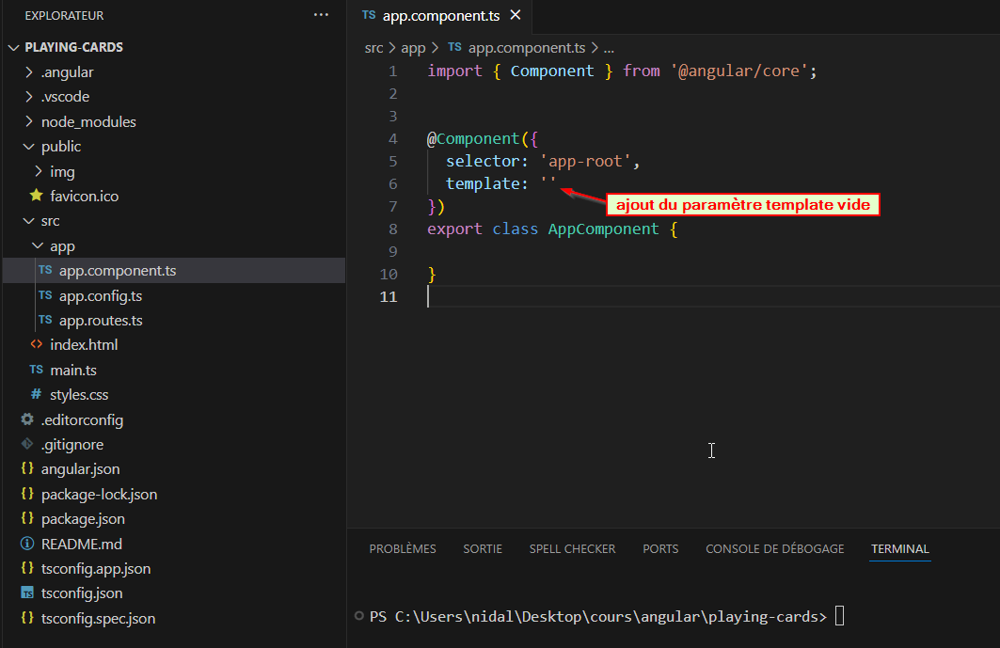 EXPLORATEUR ···
PLAYING-CARDS
.angular
.vscode
node_modules
public
img
favicon.ico
src
app
TS app.component.ts
TS app.config.ts
TS app.routes.ts
<> index.html
TS main.ts
# styles.css
.editorconfig
.gitignore
{} angular.json
{} package-lock.json
{} package.json
README.md
{} tsconfig.app.json
TS tsconfig.json
{} tsconfig.spec.json
TS app.component.ts ×
src > app > TS app.component.ts > ...
1 import { Component } from '@angular/core';
2
3
4 @Component({
5 selector: 'app-root',
6 template: ''
ajout du paramètre template vide
7 })
8 export class AppComponent {
9
10 }
11
PROBLÈMES SORTIE SPELL CHECKER PORTS CONSOLE DE DÉBOGAGE TERMINAL
PS C:\Users\nidal\Desktop\cours\angular\playing-cards>